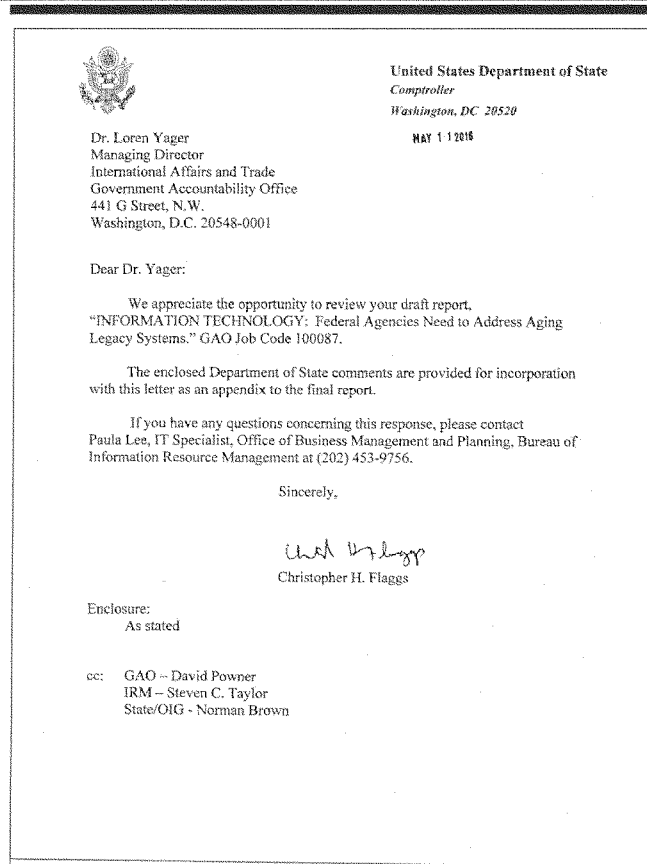 United States Department of State
Comptroller
Washington, DC 20520
MAY 11 2016
Dr. Loren Yager
Managing Director
International Affairs and Trade
Government Accountability Office
441 G Street, N.W.
Washington, D.C. 20548-0001
Dear Dr. Yager:
We appreciate the opportunity to review your draft report,
"INFORMATION TECHNOLOGY: Federal Agencies Need to Address Aging
Legacy Systems." GAO Job Code 100087.
The enclosed Department of State comments are provided for incorporation
with this letter as an appendix to the final report.
If you have any questions concerning this response, please contact
Paula Lee, IT Specialist, Office of Business Management and Planning, Bureau of
Information Resource Management at (202) 453-9756.
Sincerely,
Christopher H. Flaggs
Enclosure:
As stated
cc: GAO – David Powner
IRM – Steven C. Taylor
State/OIG - Norman Brown